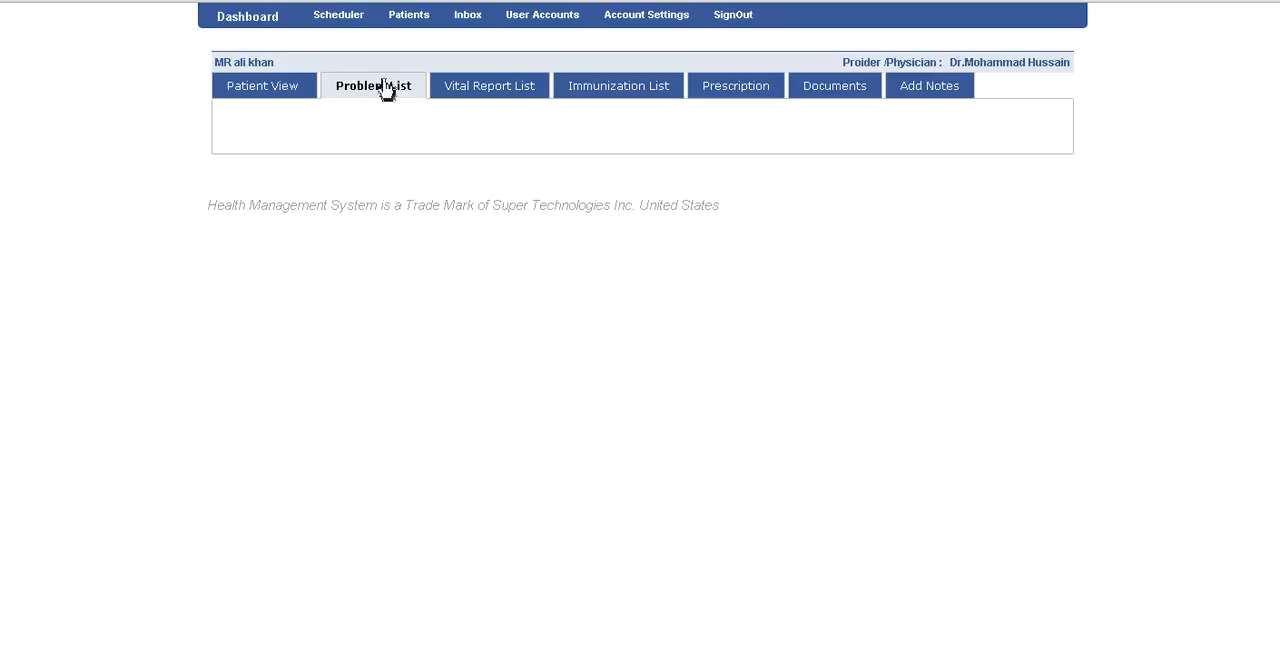 Dashboard Scheduler Patients Inbox User Accounts Account Settings SignOut
MR ali khan Proider /Physician : Dr.Mohammad Hussain
Patient View Problem List Vital Report List Immunization List Prescription Documents Add Notes
Health Management System is a Trade Mark of Super Technologies Inc. United States